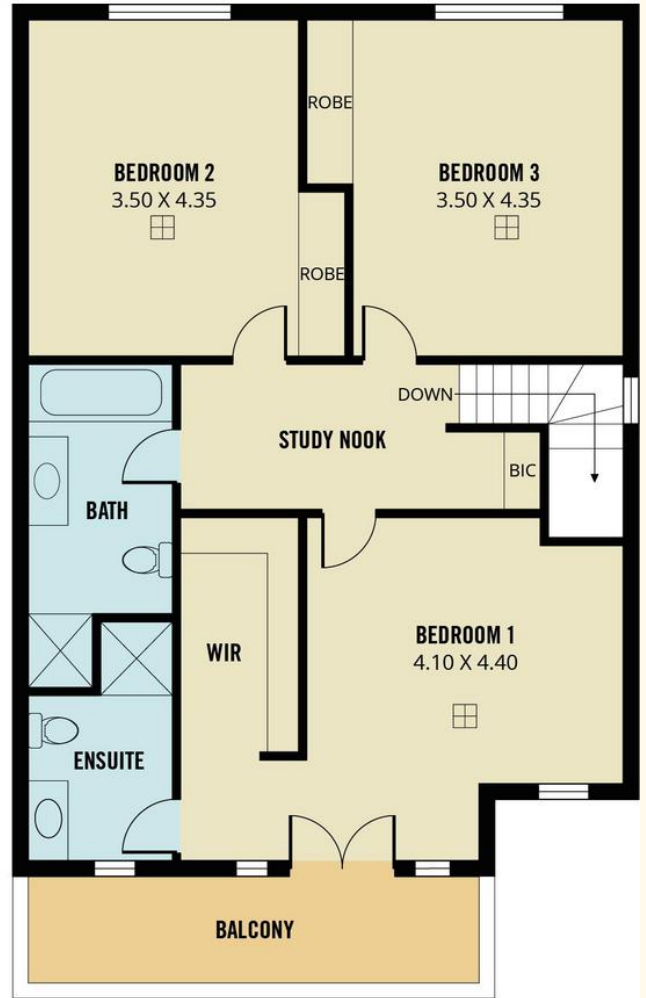 ROBE
BEDROOM 2
3.50 X 4.35
BEDROOM 3
3.50 X 4.35
ROBE
DOWN
STUDY NOOK
BIC
BATH
BEDROOM 1
4.10 X 4.40
WIR
ENSUITE
BALCONY